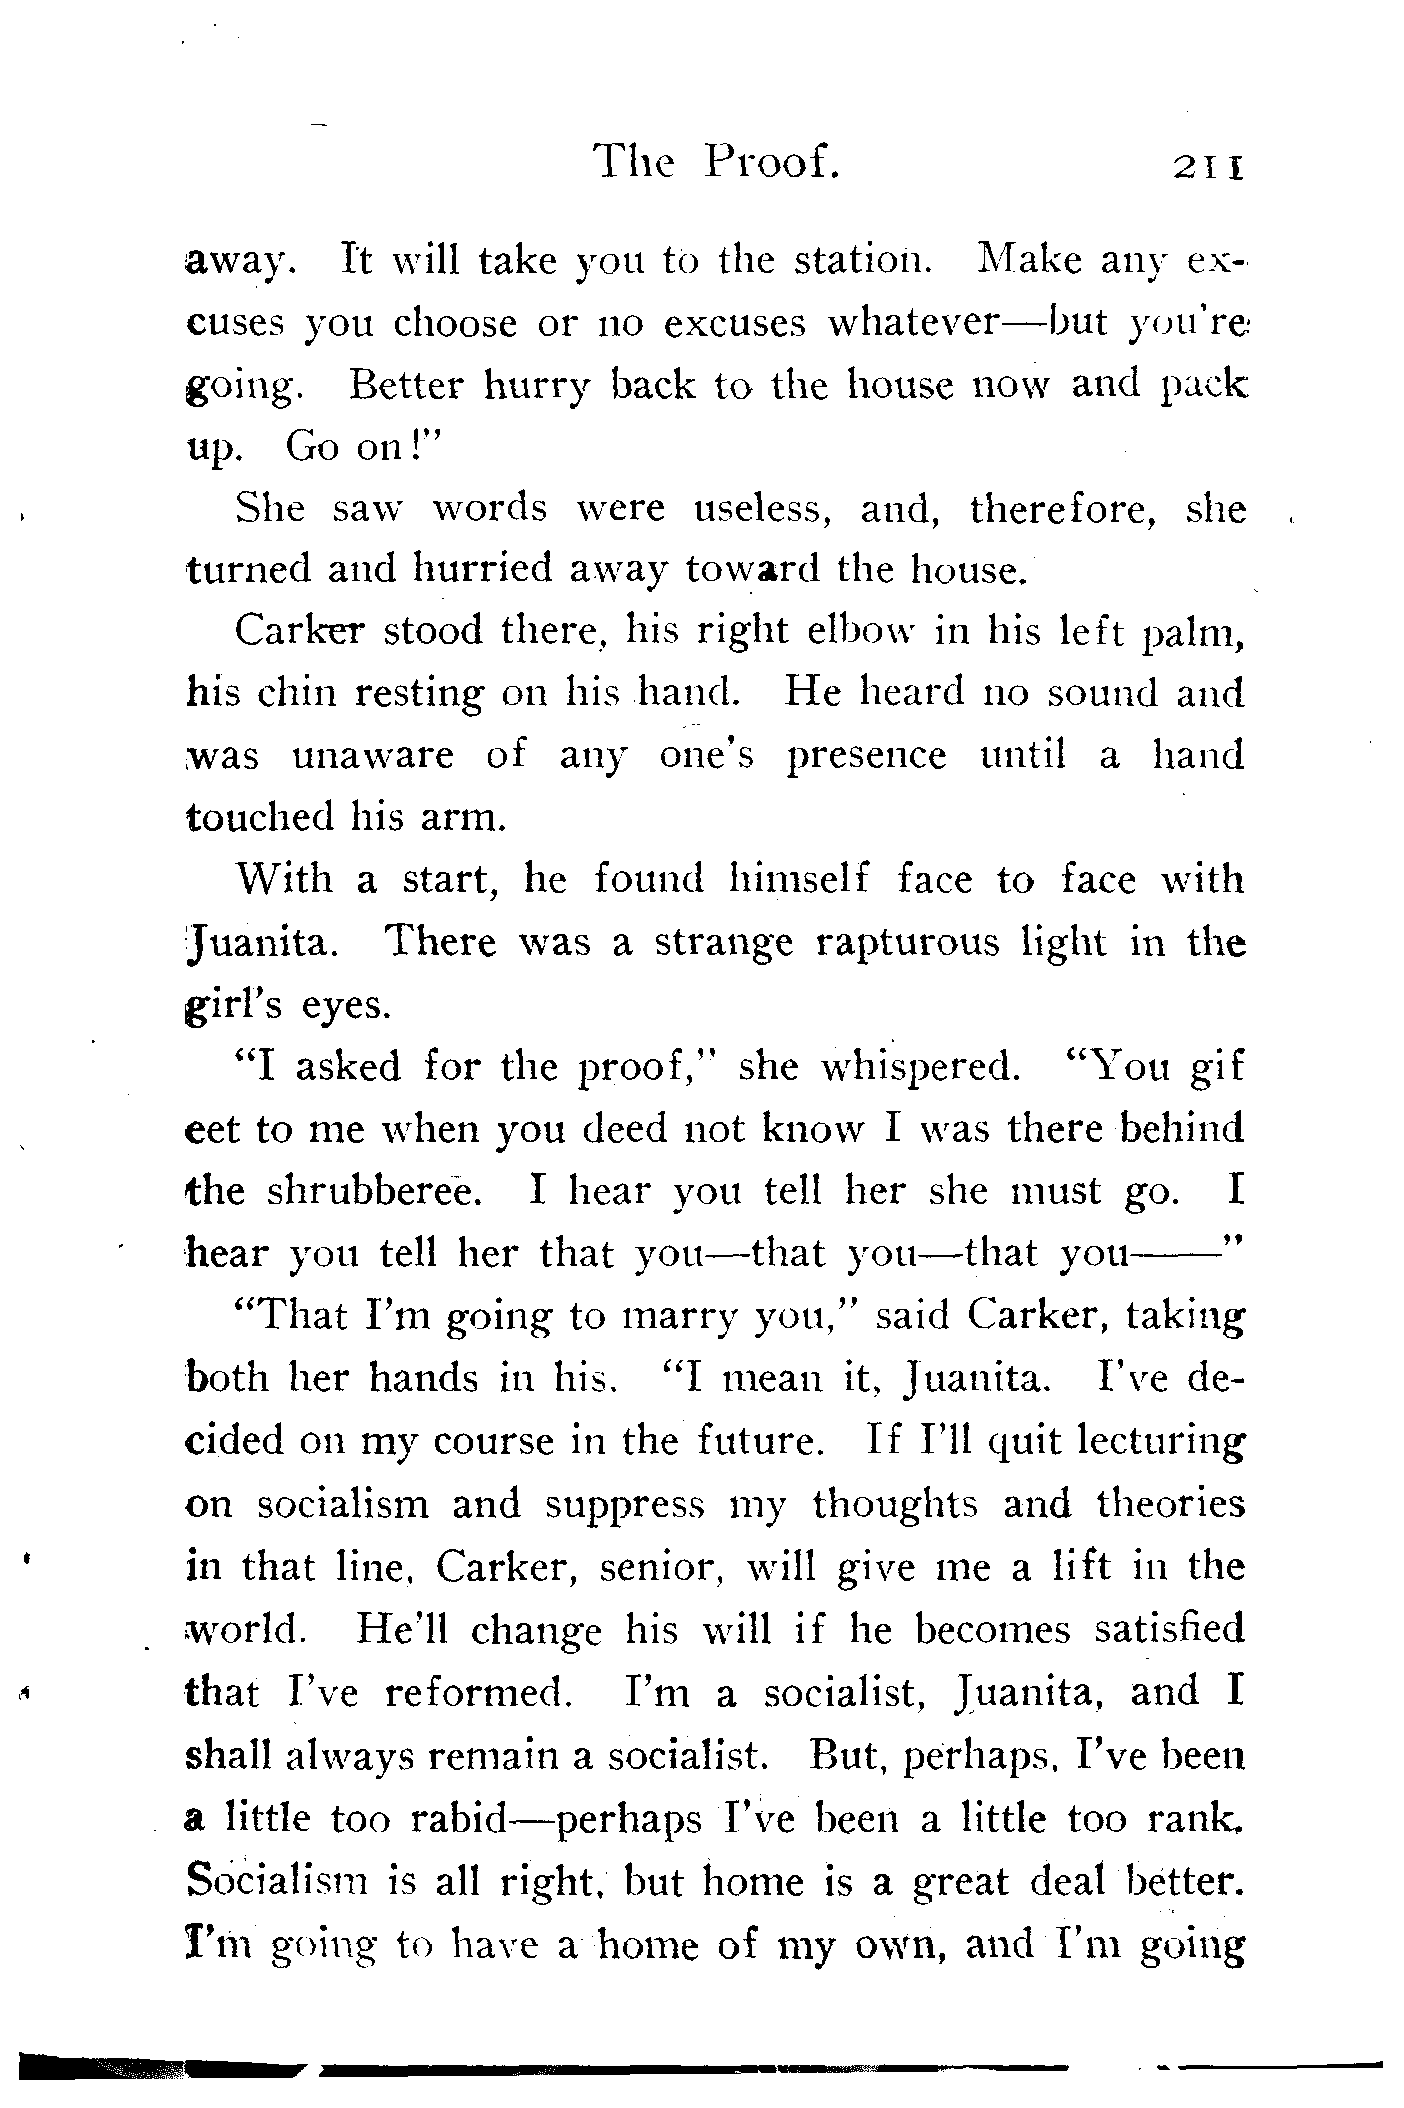 The Proof. 211
away. It will take you to the station. Make any ex-
cuses you choose or no excuses whatever—but you're
going. Better hurry back to the house now and pack
up. Go on!"
She saw words were useless, and, therefore, she
turned and hurried away toward the house.
Carker stood there, his right elbow in his left palm,
his chin resting on his hand. He heard no sound and
was unaware of any one's presence until a hand
touched his arm.
With a start, he found himself face to face with
Juanita. There was a strange rapturous light in the
girl's eyes.
"I asked for the proof," she whispered. "You gif
eet to me when you deed not know I was there behind
the shrubberee. I hear you tell her she must go. I
hear you tell her that you—that you—that you——"
"That I'm going to marry you," said Carker, taking
both her hands in his. "I mean it, Juanita. I've de-
cided on my course in the future. If I'll quit lecturing
on socialism and suppress my thoughts and theories
in that line, Carker, senior, will give me a lift in the
world. He'll change his will if he becomes satisfied
that I've reformed. I'm a socialist, Juanita, and I
shall always remain a socialist. But, perhaps, I've been
a little too rabid—perhaps I've been a little too rank.
Socialism is all right, but home is a great deal better.
I'm going to have a home of my own, and I'm going